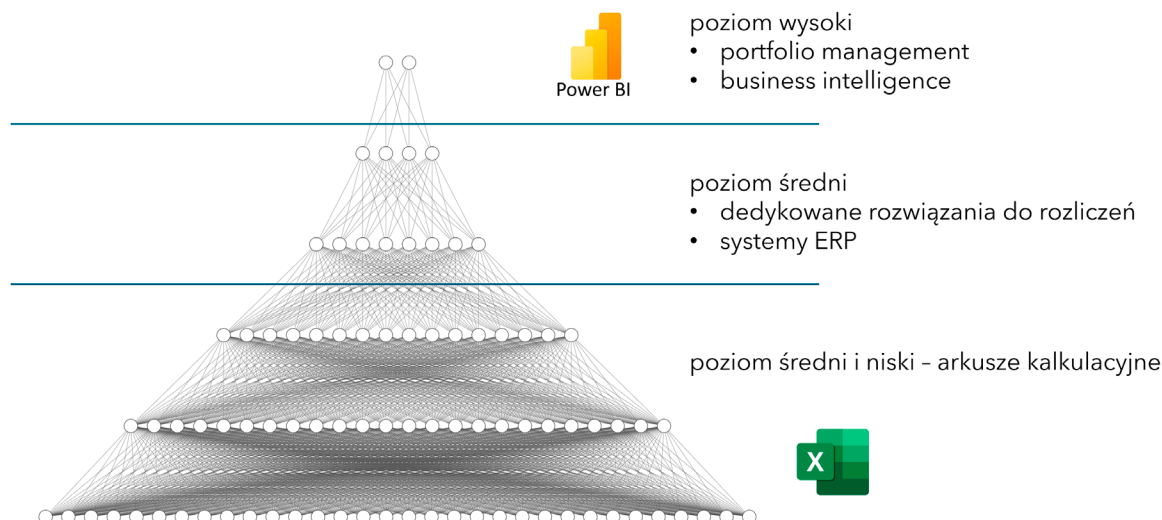 poziom wysoki
• portfolio management
• business intelligence
Power BI
poziom średni
• dedykowane rozwiązania do rozliczeń
• systemy ERP
poziom średni i niski – arkusze kalkulacyjne
X